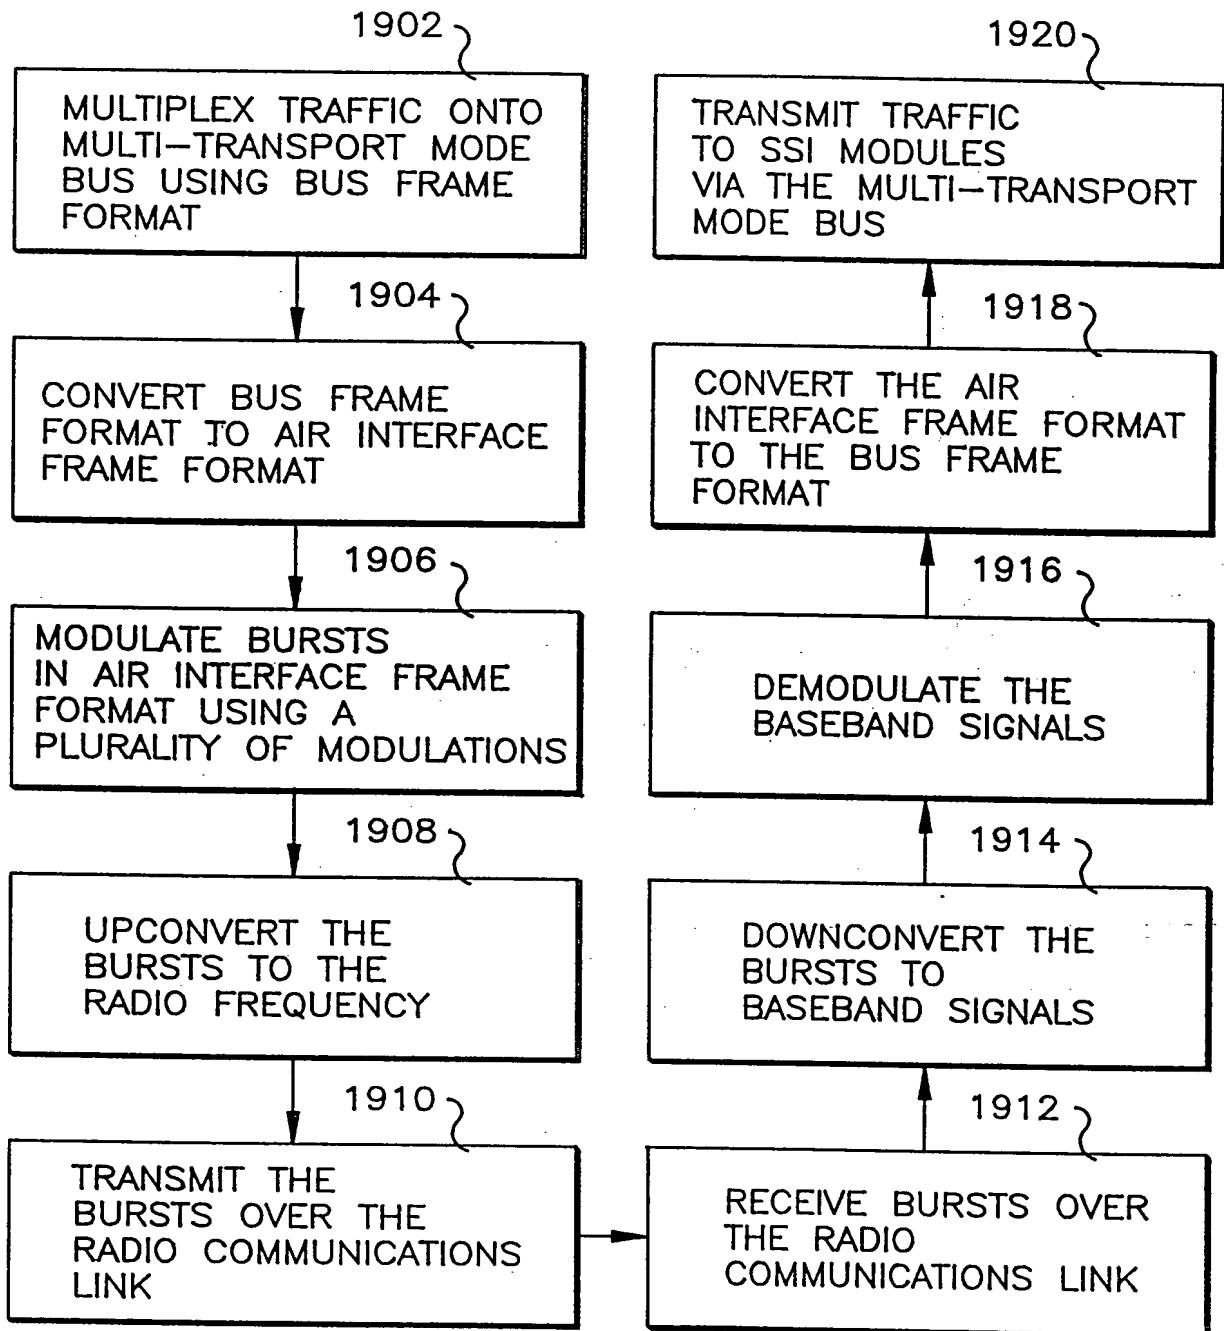 1902
MULTIPLEX TRAFFIC ONTO
MULTI-TRANSPORT MODE
BUS USING BUS FRAME
FORMAT
1904
CONVERT BUS FRAME
FORMAT TO AIR INTERFACE
FRAME FORMAT
1906
MODULATE BURSTS
IN AIR INTERFACE FRAME
FORMAT USING A
PLURALITY OF MODULATIONS
1908
UPCONVERT THE
BURSTS TO THE
RADIO FREQUENCY
1910
TRANSMIT THE
BURSTS OVER THE
RADIO COMMUNICATIONS
LINK
1912
RECEIVE BURSTS OVER
THE RADIO
COMMUNICATIONS LINK
1914
DOWNCONVERT THE
BURSTS TO
BASEBAND SIGNALS
1916
DEMODULATE THE
BASEBAND SIGNALS
1918
CONVERT THE AIR
INTERFACE FRAME FORMAT
TO THE BUS FRAME
FORMAT
1920
TRANSMIT TRAFFIC
TO SSI MODULES
VIA THE MULTI-TRANSPORT
MODE BUS